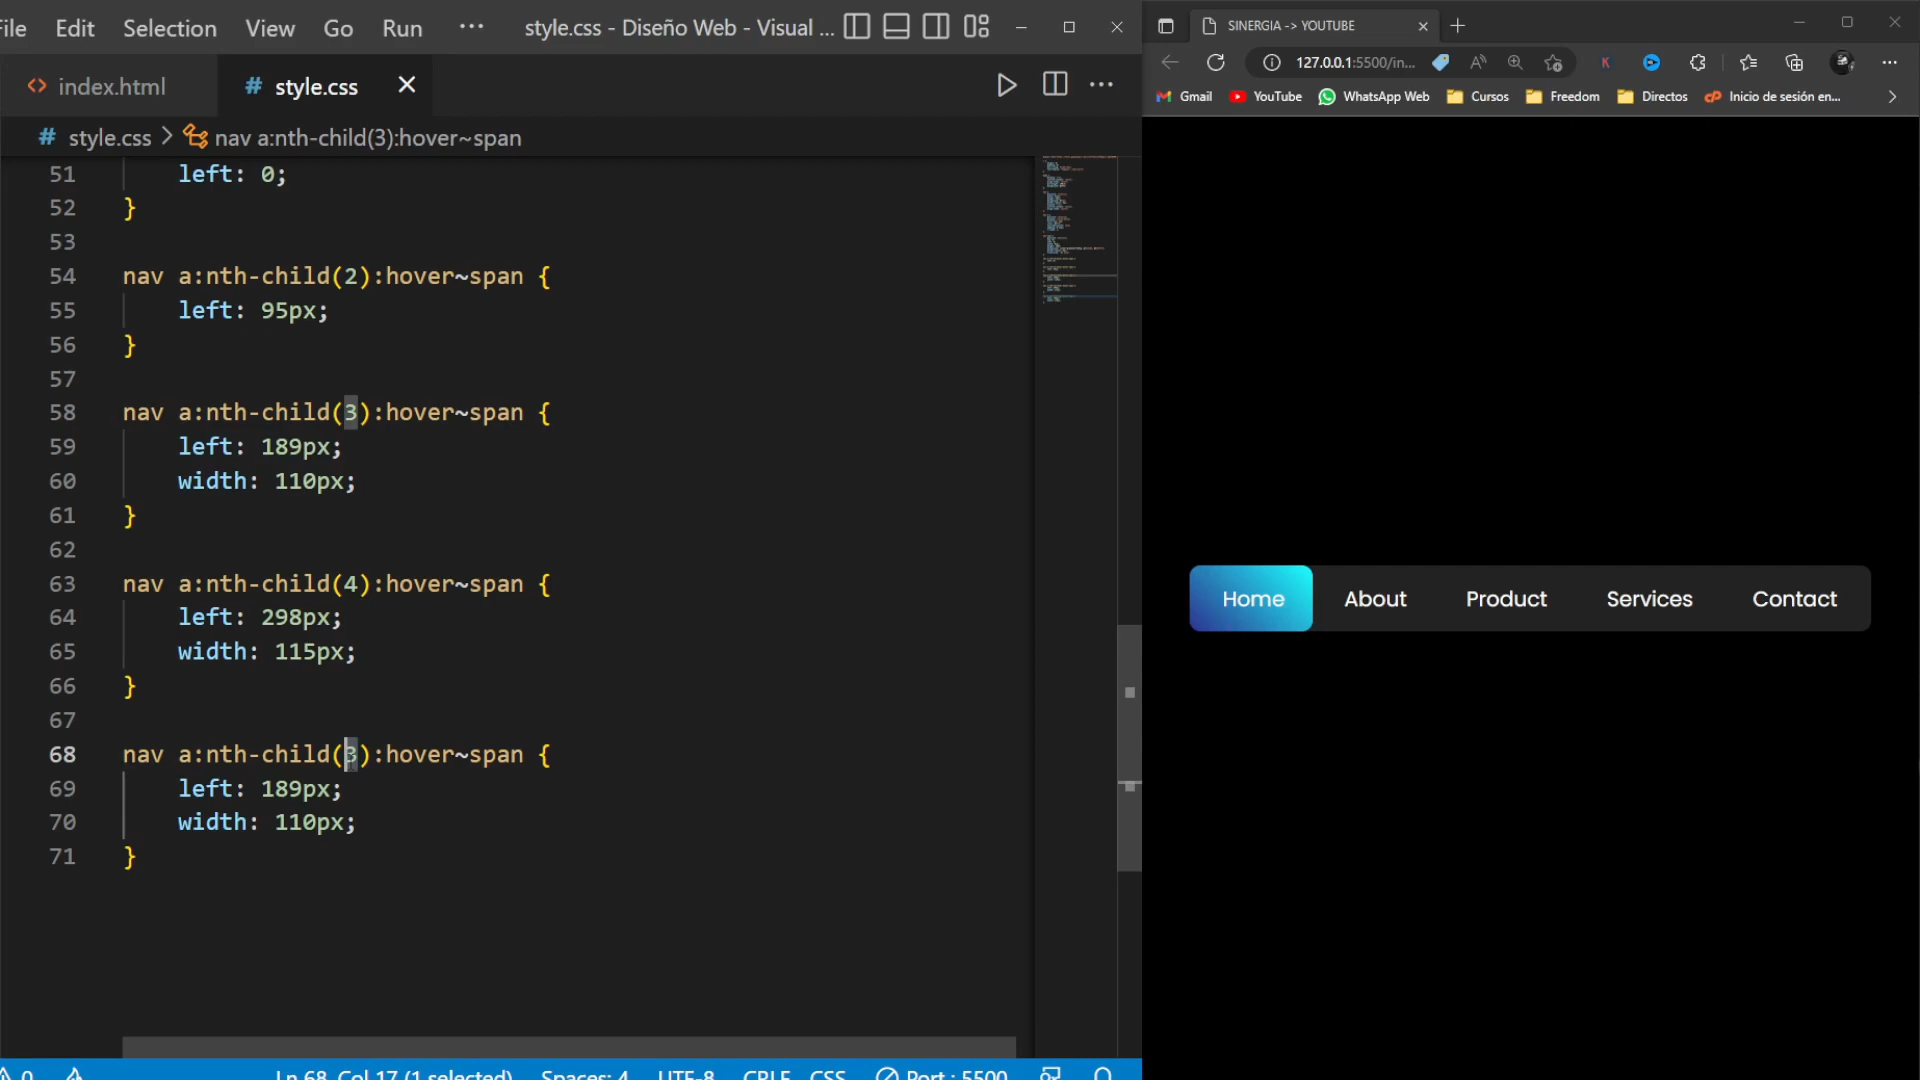 File Edit Selection View Go Run ··· style.css - Diseño Web - Visual ...
index.html style.css
style.css > nav a:nth-child(3):hover~span
51 left: 0;
52 }
53
54 nav a:nth-child(2):hover~span {
55 left: 95px;
56 }
57
58 nav a:nth-child(3):hover~span {
59 left: 189px;
60 width: 110px;
61 }
62
63 nav a:nth-child(4):hover~span {
64 left: 298px;
65 width: 115px;
66 }
67
68 nav a:nth-child(3):hover~span {
69 left: 189px;
70 width: 110px;
71 }
0 Ln 68, Col 17 (1 selected) Spaces: 4 UTF-8 CRLF CSS Port : 5500
SINERGIA -> YOUTUBE
127.0.0.1:5500/in...
Gmail YouTube WhatsApp Web Cursos Freedom Directos Inicio de sesión en...
Home About Product Services Contact